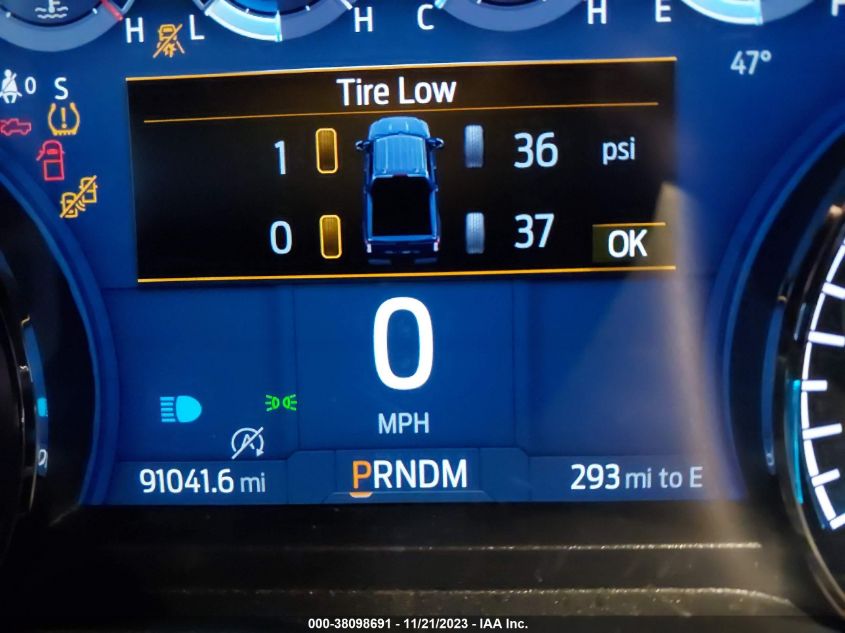 H L H C H E
47°
0 S
Tire Low
1 36 psi
0 37
OK
0
MPH
91041.6 mi PRNDM 293 mi to E
000-38098691 - 11/21/2023 - IAA Inc.